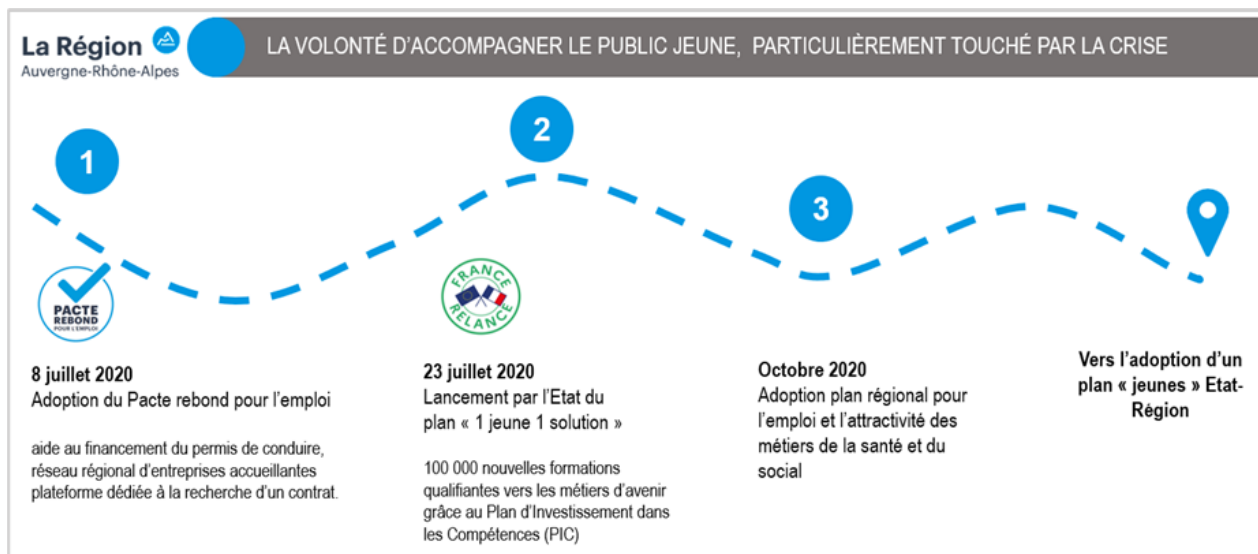 La Région
Auvergne-Rhône-Alpes
LA VOLONTÉ D'ACCOMPAGNER LE PUBLIC JEUNE, PARTICULIÈREMENT TOUCHÉ PAR LA CRISE
1
2
3
PACTE
REBOND
POUR L'EMPLOI
8 juillet 2020
Adoption du Pacte rebond pour l'emploi
aide au financement du permis de conduire,
réseau régional d'entreprises accueillantes
plateforme dédiée à la recherche d'un contrat.
FRANCE
RELANCE
23 juillet 2020
Lancement par l'Etat du
plan « 1 jeune 1 solution »
100 000 nouvelles formations
qualifiantes vers les métiers d'avenir
grâce au Plan d'Investissement dans
les Compétences (PIC)
Octobre 2020
Adoption plan régional pour
l'emploi et l'attractivité des
métiers de la santé et du
social
Vers l'adoption d'un
plan « jeunes » Etat-
Région